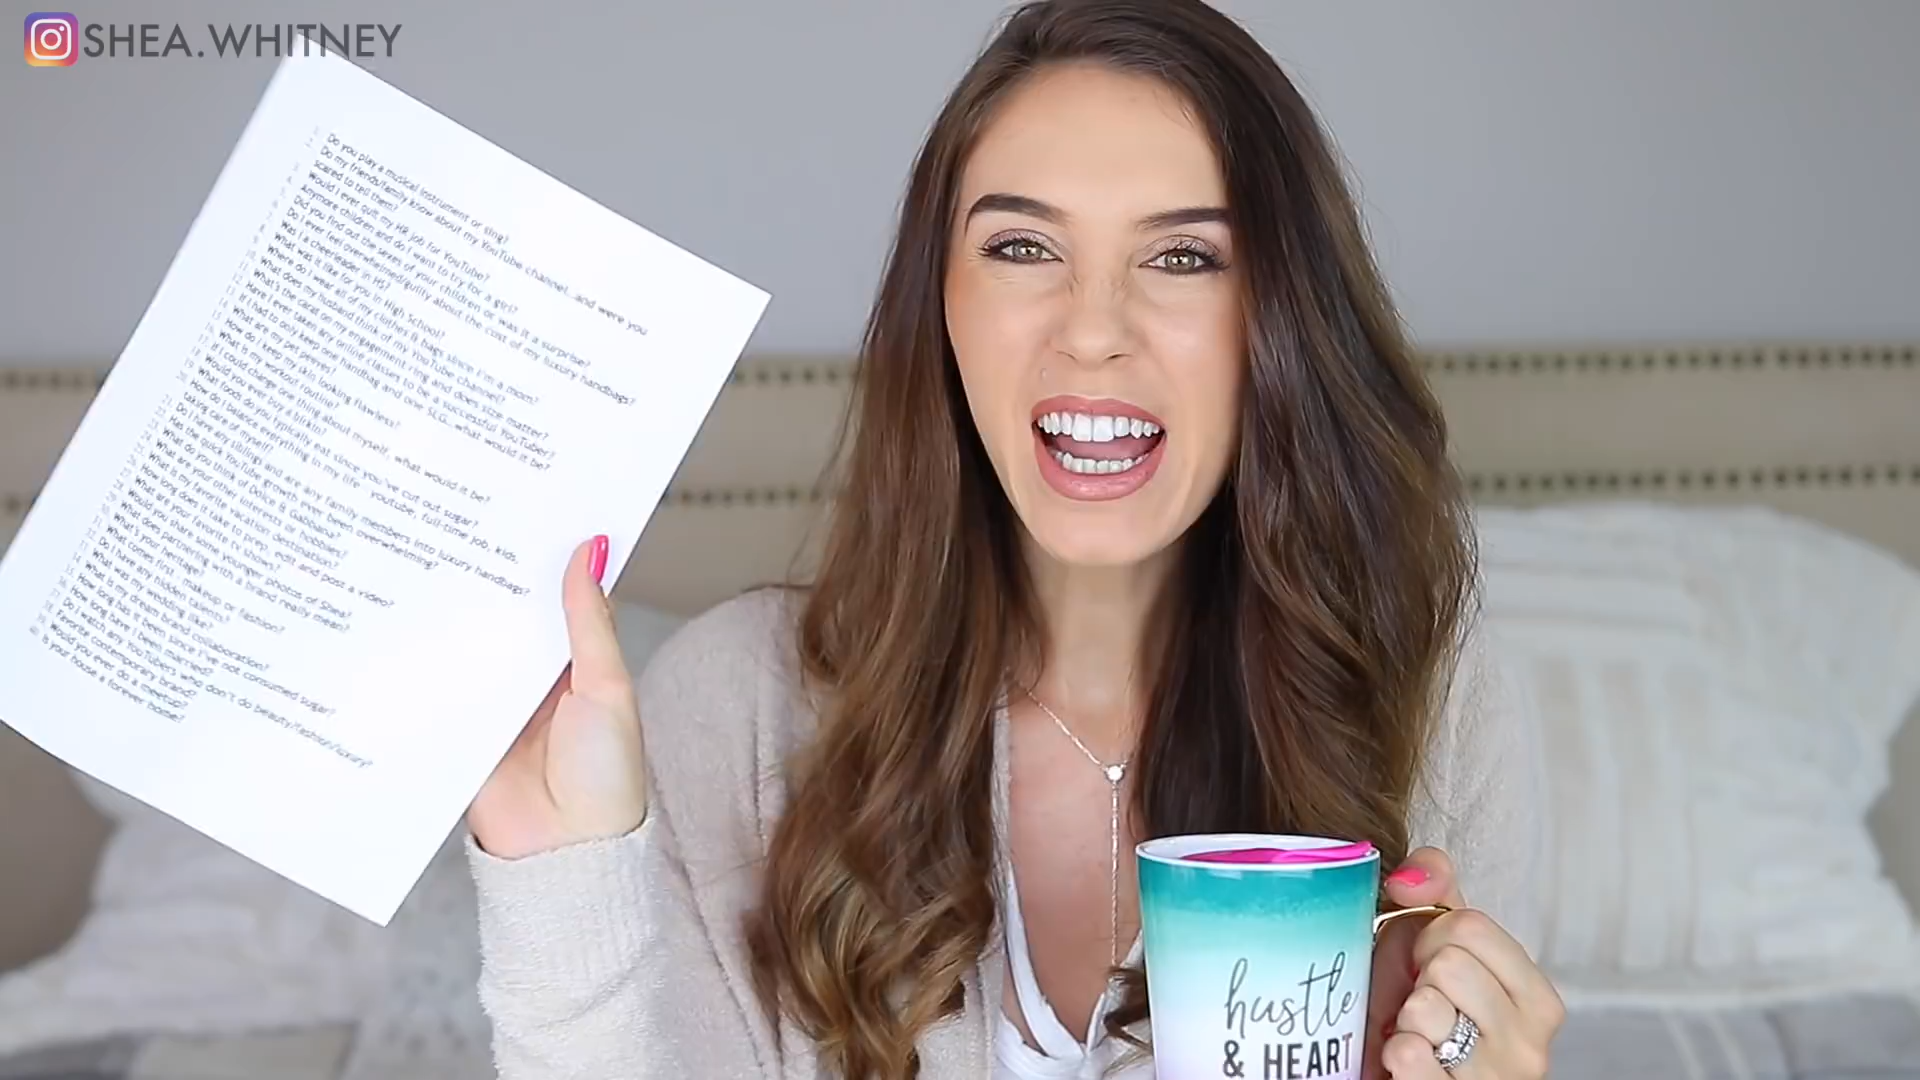 SHEA.WHITNEY
Do you play a musical instrument or sing?
Do my friends/family know about my YouTube channel, and were you
scared to tell them?
Would I ever quit my HR job for YouTube?
Anymore children and do I want to try for a girl?
Did you find out the sexes of your children or was it a surprise?
Do I ever feel overwhelmed/guilty about the cost of my luxury handbags?
Was I a cheerleader in HS?
What was it like for you in High School?
Where do I wear all of my clothes & bags since I'm a mom?
What does my husband think of my YouTube channel?
What's the carat on my engagement ring and does size matter?
Have I ever taken any online classes to be a successful YouTuber?
If I had to only keep one handbag and one SLG, what would it be?
What are my pet peeves?
How do I keep my skin looking flawless?
What is my workout routine?
If I could change one thing about myself, what would it be?
Would you ever buy a birkin?
What foods do you typically eat since you've cut out sugar?
How do I balance everything in my life - youtube, full-time job, kids,
taking care of myself?
Do I have any siblings and are any family members into luxury handbags?
Has the quick YouTube growth ever been overwhelming?
What do you think of Dolce & Gabbana?
What are your other interests or hobbies?
What is my favorite vacation destination?
How long does it take to prep, edit and post a video?
What are your favorite tv shows?
Would you share some younger photos of Shea?
What does partnering with a brand really mean?
What's your heritage?
What comes first - makeup or fashion?
Do I have any hidden talents?
What was my wedding like?
What is my dream brand collaboration?
How long has it been since I've not consumed sugar?
How long have I been married?
Do I watch any YouTubers who don't do beauty/fashion/luxury?
Favorite contemporary brand?
Would you ever do a meetup?
Is your house a forever home?
hustle
& HEART